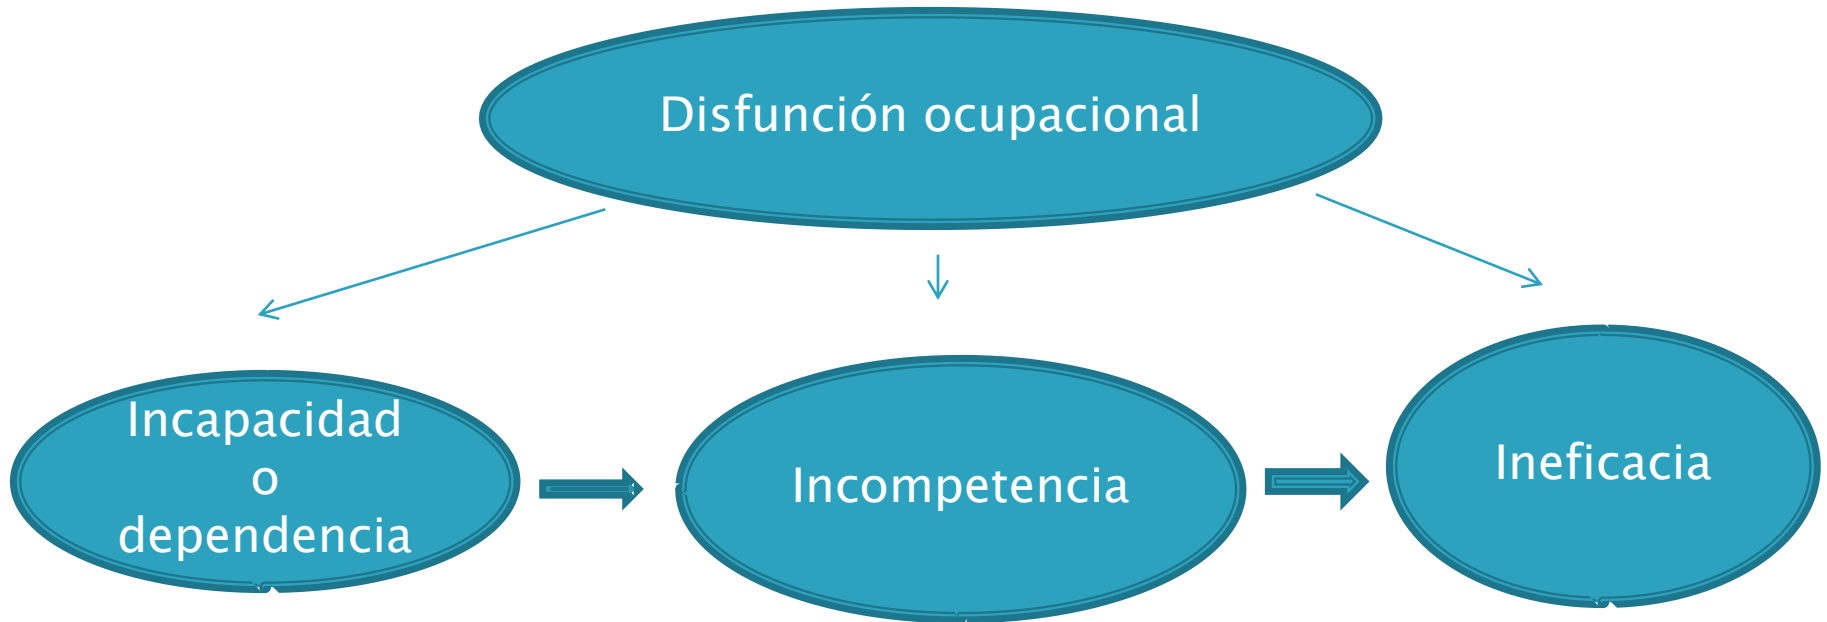 Disfunción ocupacional
Incapacidad
o
dependencia
Incompetencia
Ineficacia